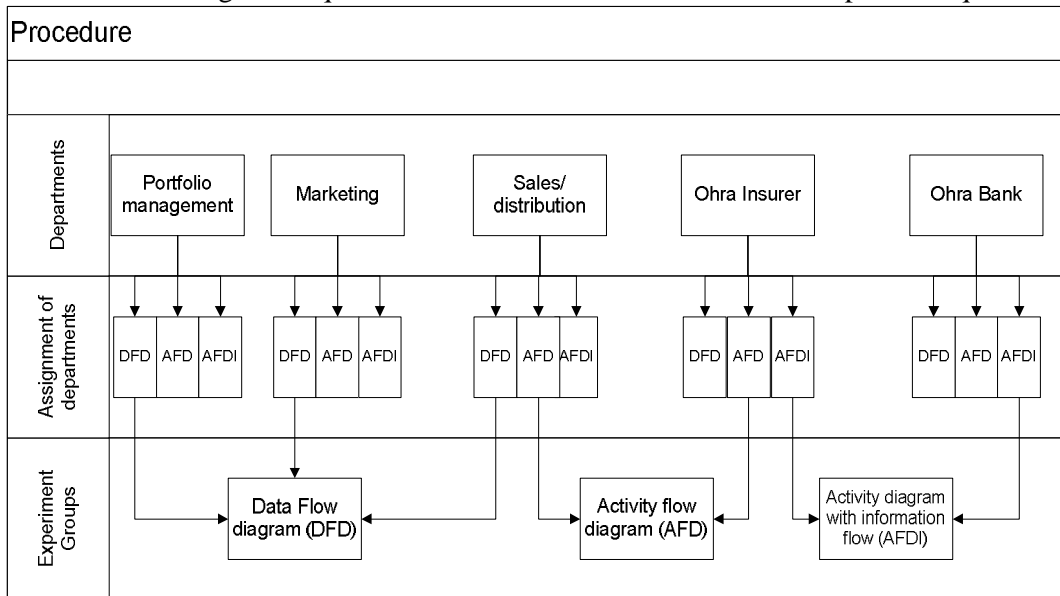 Procedure
Departments
Portfolio
management
Marketing
Sales/
distribution
Ohra Insurer
Ohra Bank
Assignment of
departments
DFD AFD AFDI
DFD AFD AFDI
DFD AFD AFDI
DFD AFD AFDI
DFD AFD AFDI
Experiment
Groups
Data Flow
diagram (DFD)
Activity flow
diagram (AFD)
Activity diagram
with information
flow (AFDI)